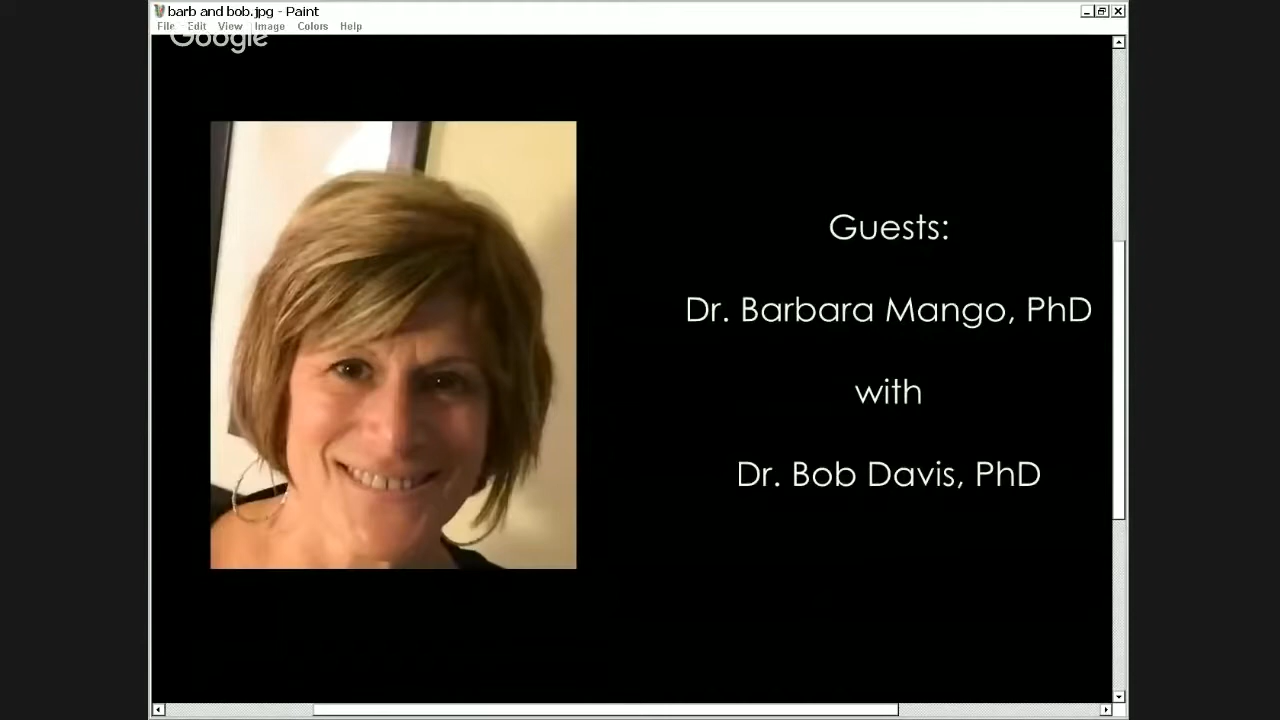 barb and bob.jpg - Paint
File Edit View Image Colors Help
Google
Guests:
Dr. Barbara Mango, PhD
with
Dr. Bob Davis, PhD